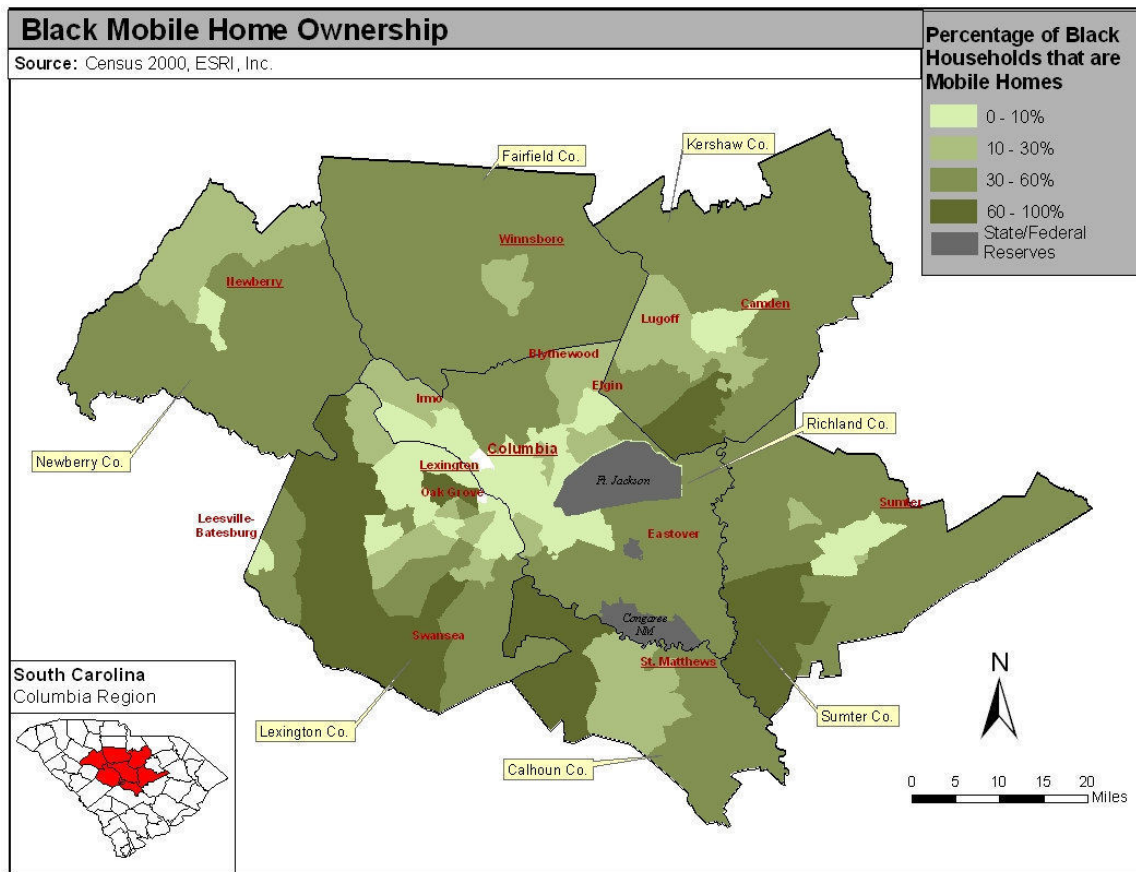 Black Mobile Home Ownership
Source: Census 2000, ESRI, Inc.
Percentage of Black
Households that are
Mobile Homes
0 - 10%
10 - 30%
30 - 60%
60 - 100%
State/Federal
Reserves
Fairfield Co.
Kershaw Co.
Winnsboro
Newberry
Camden
Lugoff
Blythewood
Elgin
Irmo
Richland Co.
Columbia
Newberry Co.
Lexington
Ft. Jackson
Oak Grove
Sumter
Leesville-
Batesburg
Eastover
Congaree
NM
Swansea
St. Matthews
South Carolina
Columbia Region
N
Lexington Co.
Sumter Co.
Calhoun Co.
0 5 10 15 20
Miles